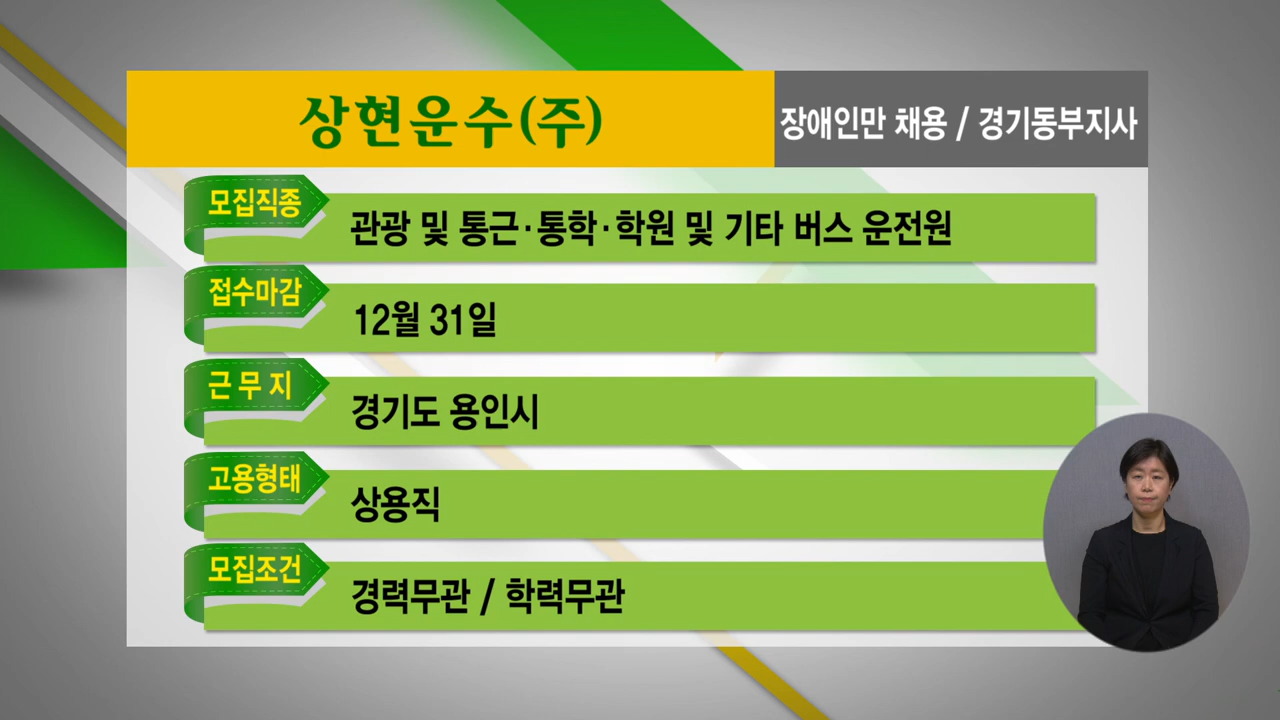 상현운수(주)
장애인만 채용 / 경기동부지사
모집직종
관광 및 통근·통학·학원 및 기타 버스 운전원
접수마감
12월 31일
근 무 지
경기도 용인시
고용형태
상용직
모집조건
경력무관 / 학력무관